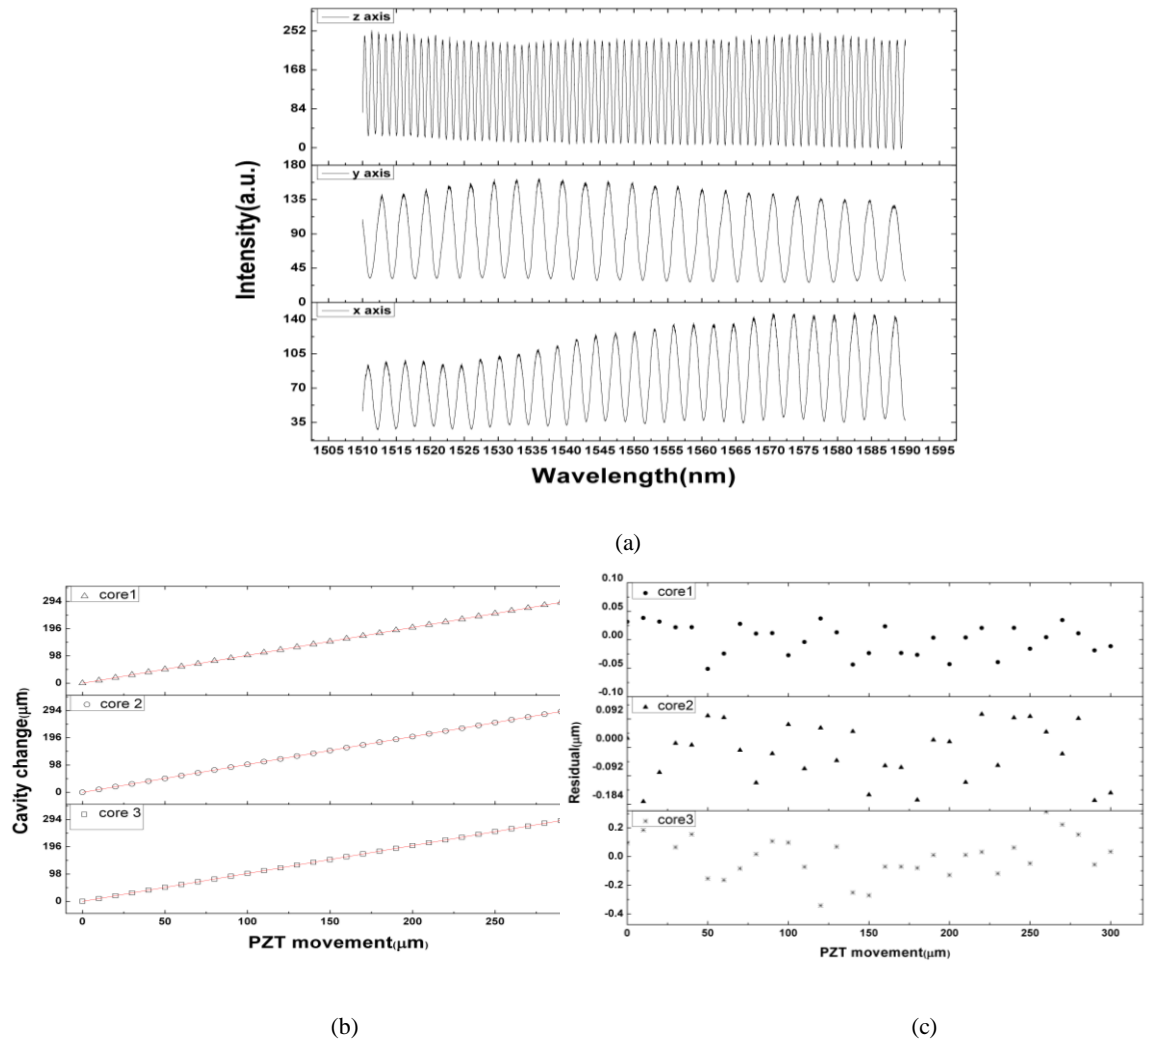 z axis
252
168
84
0
180
y axis
135
90
45
0
x axis
140
105
70
35
Intensity(a.u.)
1505 1510 1515 1520 1525 1530 1535 1540 1545 1550 1555 1560 1565 1570 1575 1580 1585 1590 1595
Wavelength(nm)
(a)
core1
294
196
98
0
core 2
294
196
98
0
core 3
294
196
98
0
Cavity change(μm)
0 50 100 150 200 250
PZT movement(μm)
(b)
0.10
core1
0.05
0.00
-0.05
-0.10
core2
0.092
0.000
-0.092
-0.184
core3
0.2
0.0
-0.2
-0.4
Residual(μm)
0 50 100 150 200 250 300
PZT movement(μm)
(c)